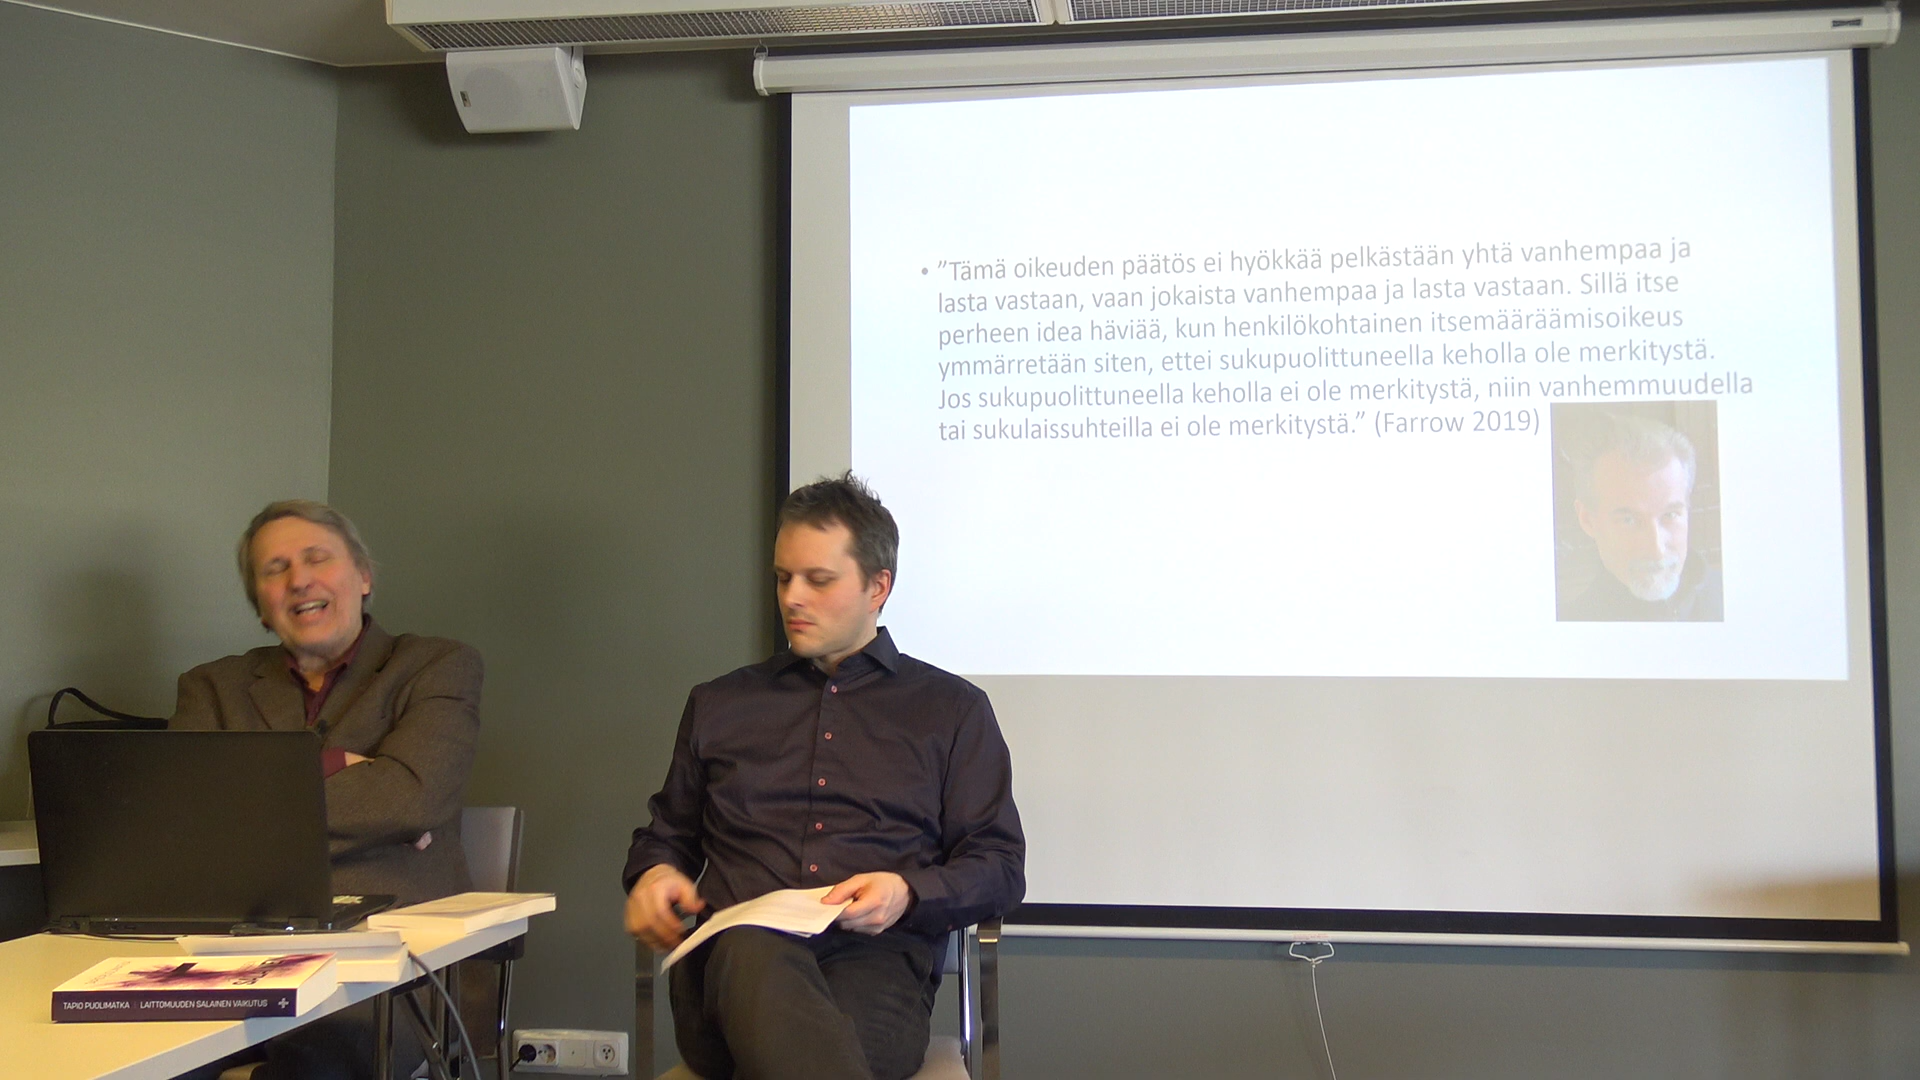 • ”Tämä oikeuden päätös ei hyökkää pelkästään yhtä vanhempaa ja
lasta vastaan, vaan jokaista vanhempaa ja lasta vastaan. Sillä itse
perheen idea häviää, kun henkilökohtainen itsemääräämisoikeus
ymmärretään siten, ettei sukupuolittuneella keholla ole merkitystä.
Jos sukupuolittuneella keholla ei ole merkitystä, niin vanhemmuudella
tai sukulaissuhteilla ei ole merkitystä.” (Farrow 2019)
TAPIO PUOLIMATKA | LAITTOMUUDEN SALAINEN VAIKUTUS